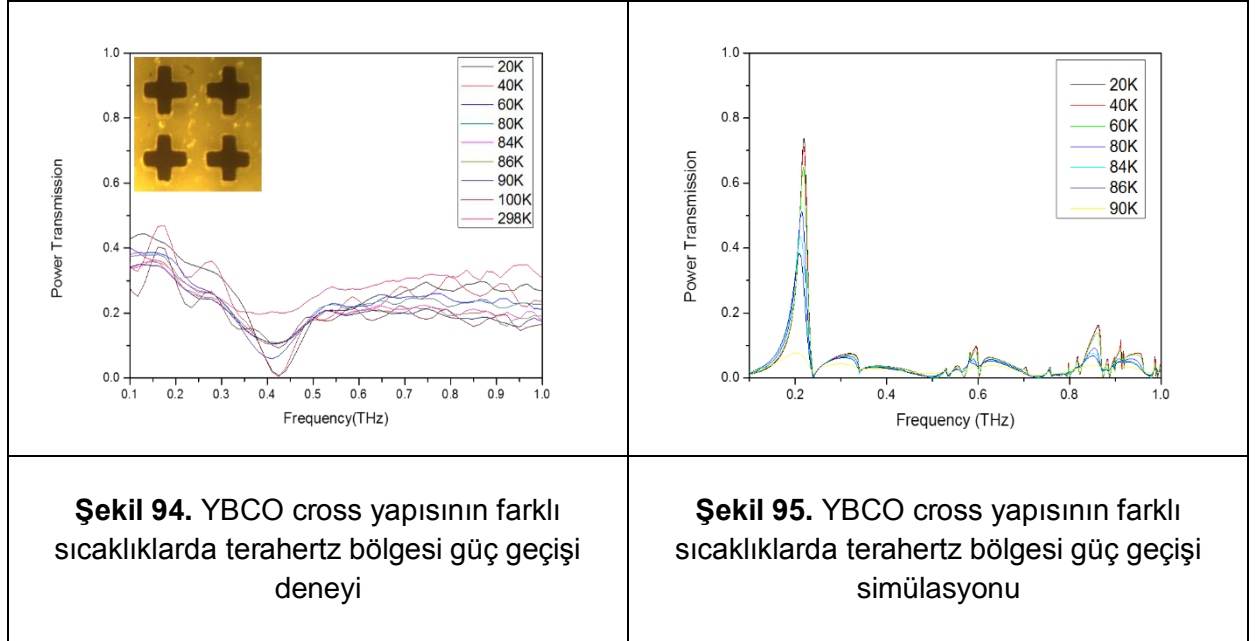 1.0
0.8
0.6
0.4
0.2
0.0
Power Transmission
0.1 0.2 0.3 0.4 0.5 0.6 0.7 0.8 0.9 1.0
Frequency(THz)
20K
40K
60K
80K
84K
86K
90K
100K
298K
1.0
0.8
0.6
0.4
0.2
0.0
Power Transmission
0.2 0.4 0.6 0.8 1.0
Frequency (THz)
20K
40K
60K
80K
84K
86K
90K
Şekil 94. YBCO cross yapısının farklı
sıcaklıklarda terahertz bölgesi güç geçişi
deneyi
Şekil 95. YBCO cross yapısının farklı
sıcaklıklarda terahertz bölgesi güç geçişi
simülasyonu